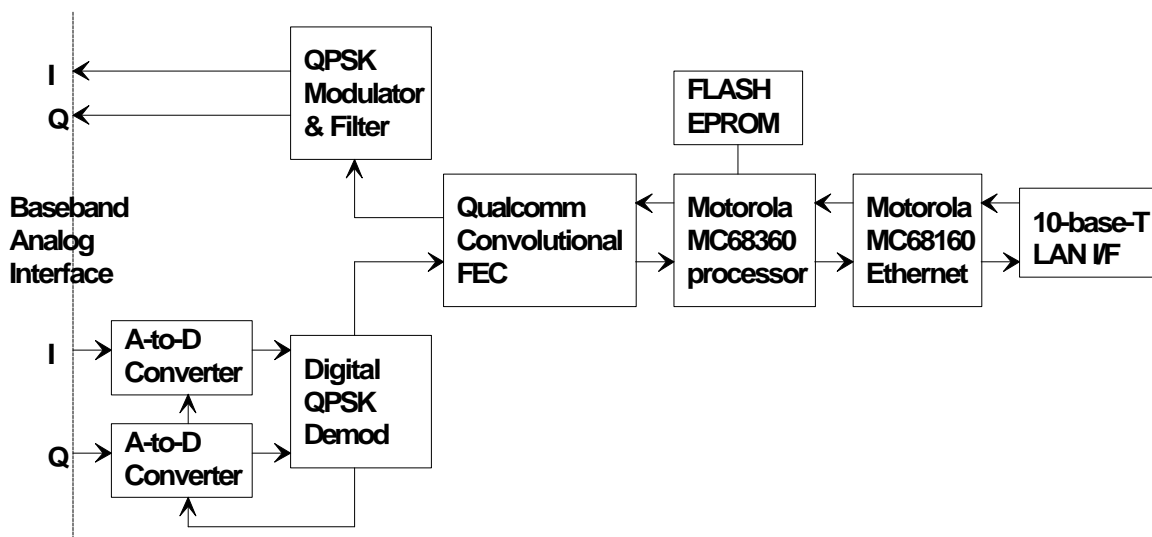 I
Q
QPSK
Modulator
& Filter
FLASH
EPROM
Baseband
Analog
Interface
Qualcomm
Convolutional
FEC
Motorola
MC68360
processor
Motorola
MC68160
Ethernet
10-base-T
LAN I/F
I
A-to-D
Converter
Digital
QPSK
Demod
Q
A-to-D
Converter